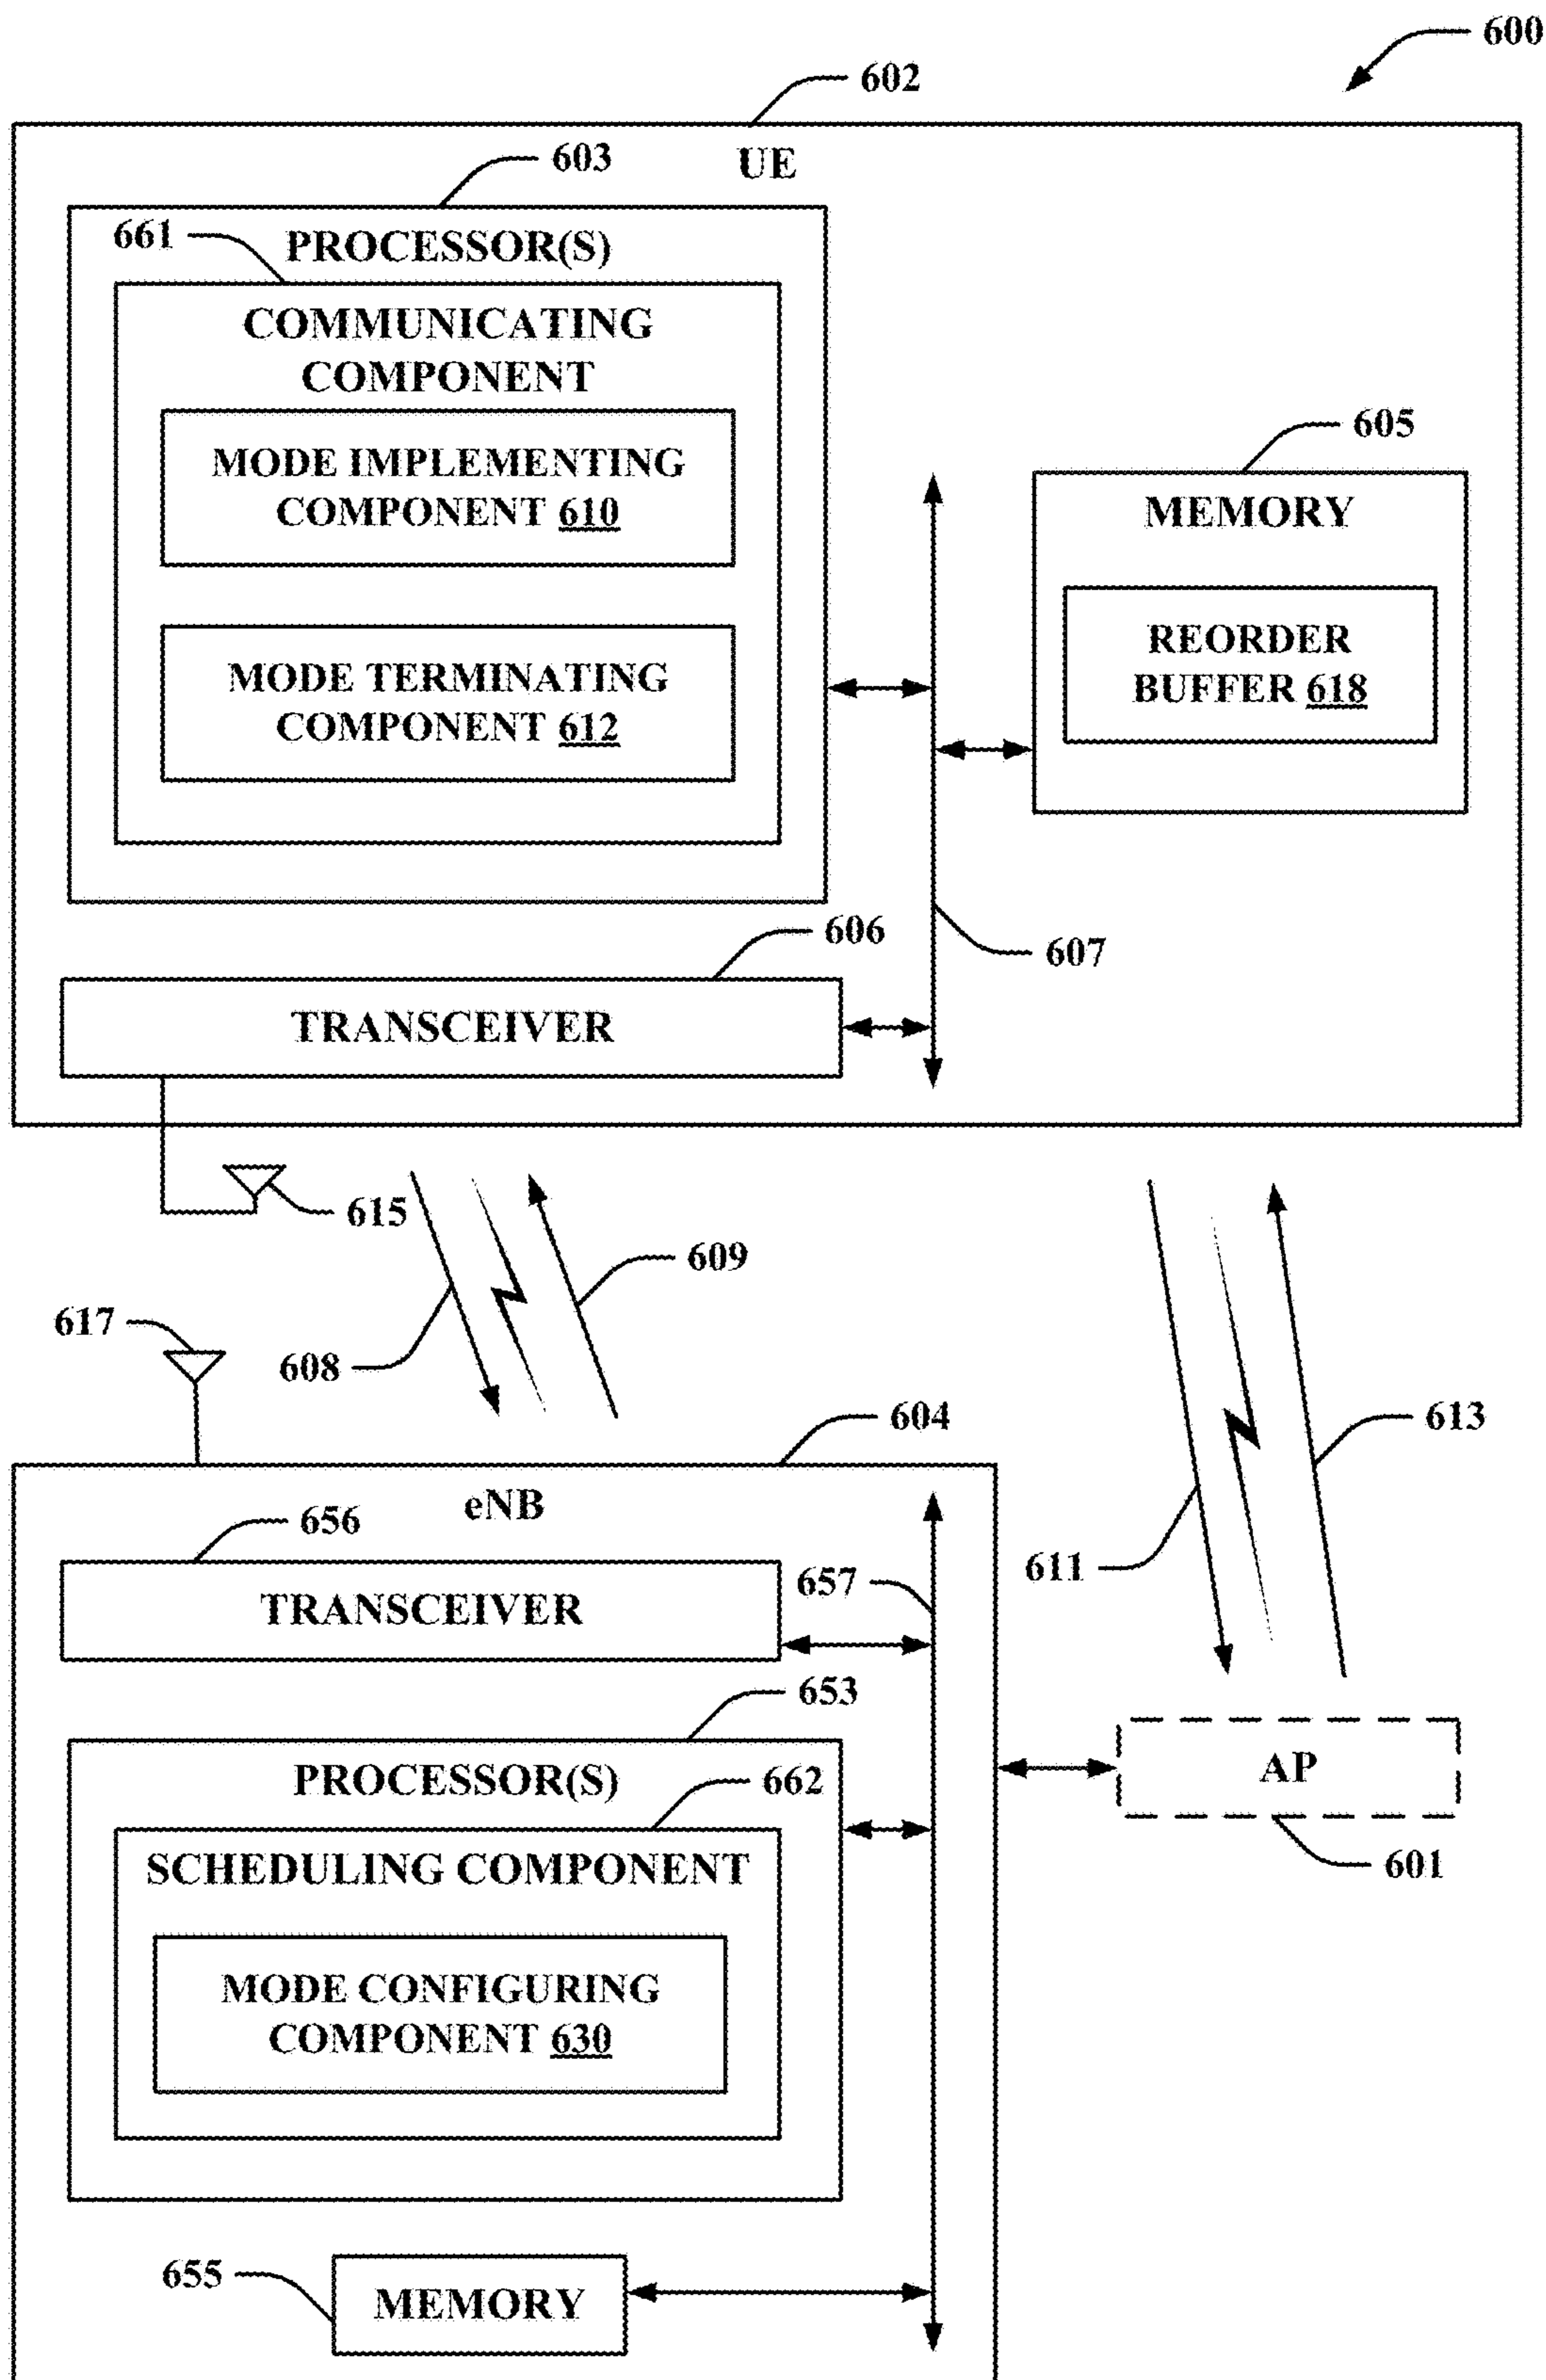 600
602
UE
603
661
PROCESSOR(S)
COMMUNICATING
COMPONENT
MODE IMPLEMENTING
COMPONENT 610
MODE TERMINATING
COMPONENT 612
605
MEMORY
REORDER
BUFFER 618
607
606
TRANSCEIVER
615
608
609
611
613
617
604
eNB
656
TRANSCEIVER
657
653
PROCESSOR(S)
662
SCHEDULING COMPONENT
MODE CONFIGURING
COMPONENT 630
655
MEMORY
AP
601